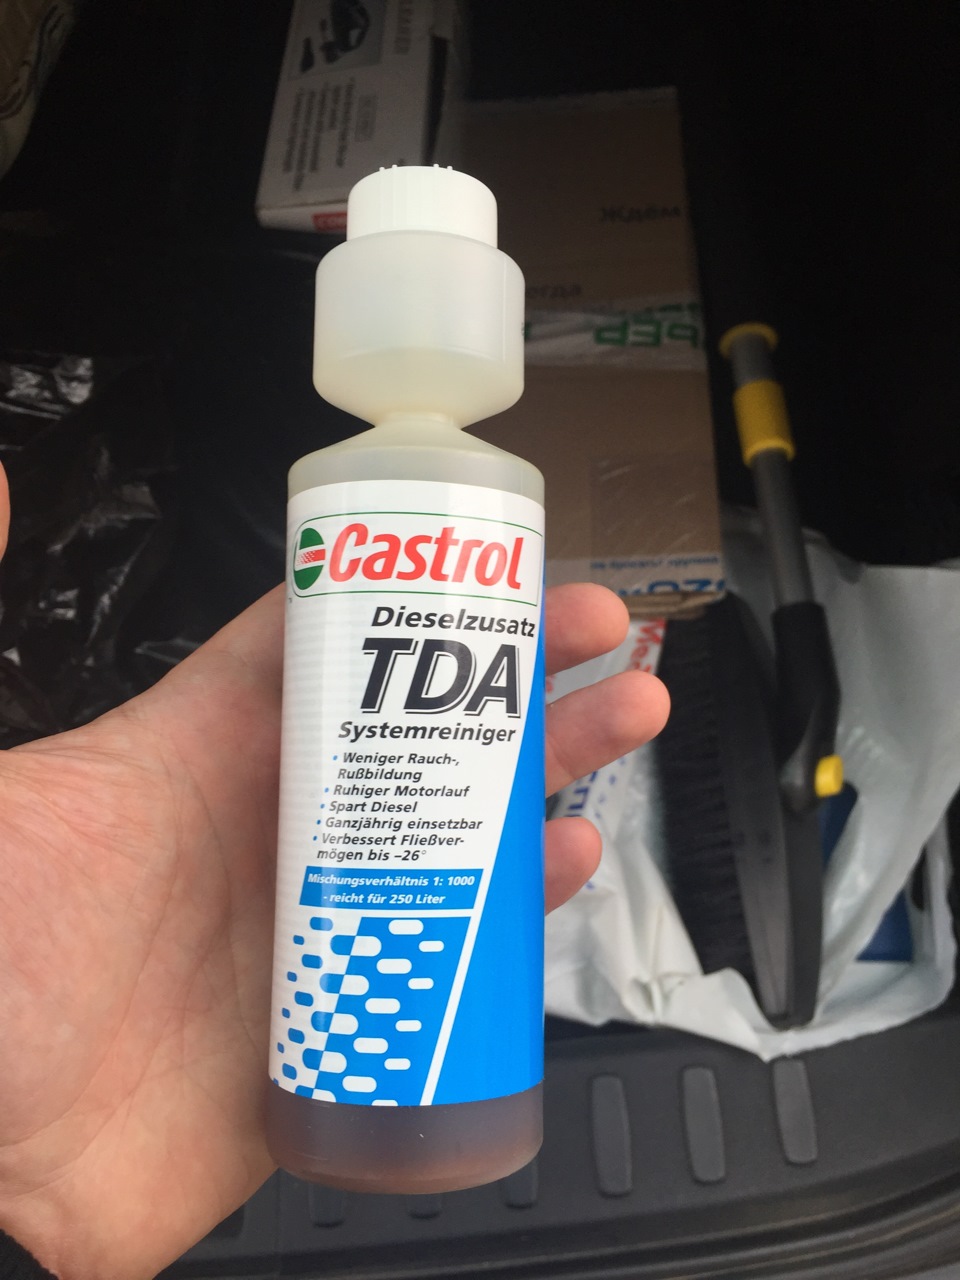 Castrol
Dieselzusatz
TDA
Systemreiniger
• Weniger Rauch-,
Rußbildung
• Ruhiger Motorlauf
• Spart Diesel
• Ganzjährig einsetzbar
• Verbessert Fließver-
mögen bis –26°
Mischungsverhältnis 1: 1000
- reicht für 250 Liter
Ждём